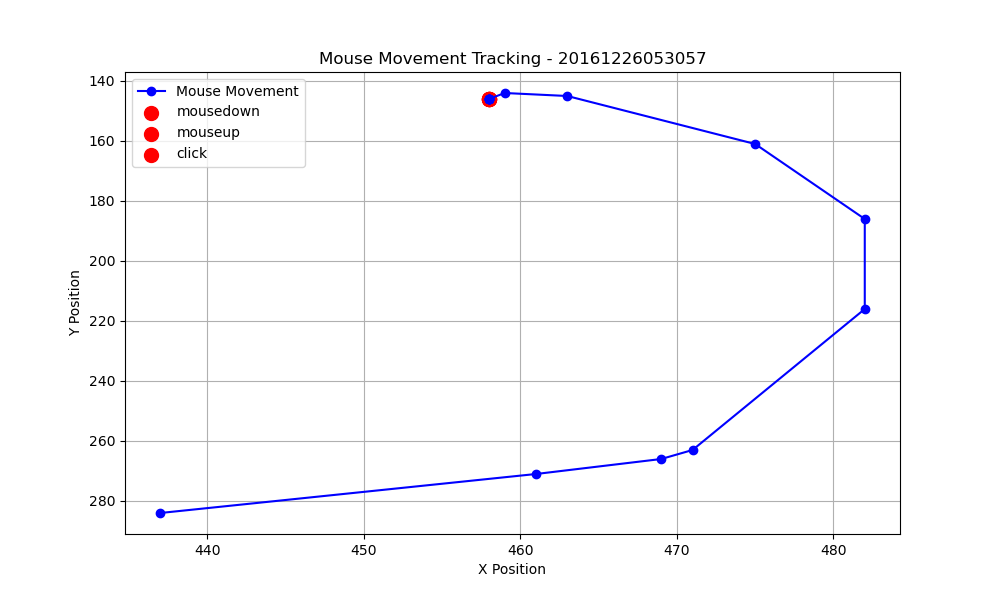 Mouse Movement Tracking - 20161226053057
Mouse Movement
mousedown
mouseup
click
140
160
180
200
220
240
260
280
Y Position
440
450
460
470
480
X Position